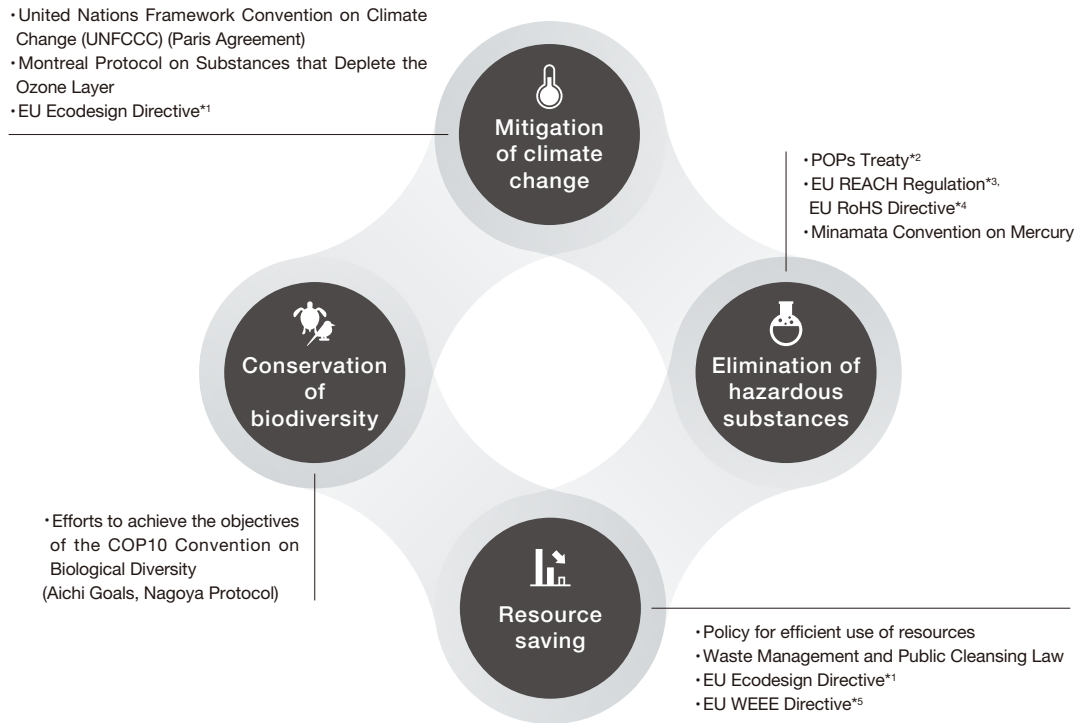 ・United Nations Framework Convention on Climate
Change (UNFCCC) (Paris Agreement)
・Montreal Protocol on Substances that Deplete the
Ozone Layer
・EU Ecodesign Directive*1
Mitigation
of climate
change
・POPs Treaty*2
・EU REACH Regulation*3,
EU RoHS Directive*4
・Minamata Convention on Mercury
Conservation
of
biodiversity
Elimination of
hazardous
substances
・Efforts to achieve the objectives
of the COP10 Convention on
Biological Diversity
(Aichi Goals, Nagoya Protocol)
Resource
saving
・Policy for efficient use of resources
・Waste Management and Public Cleansing Law
・EU Ecodesign Directive*1
・EU WEEE Directive*5